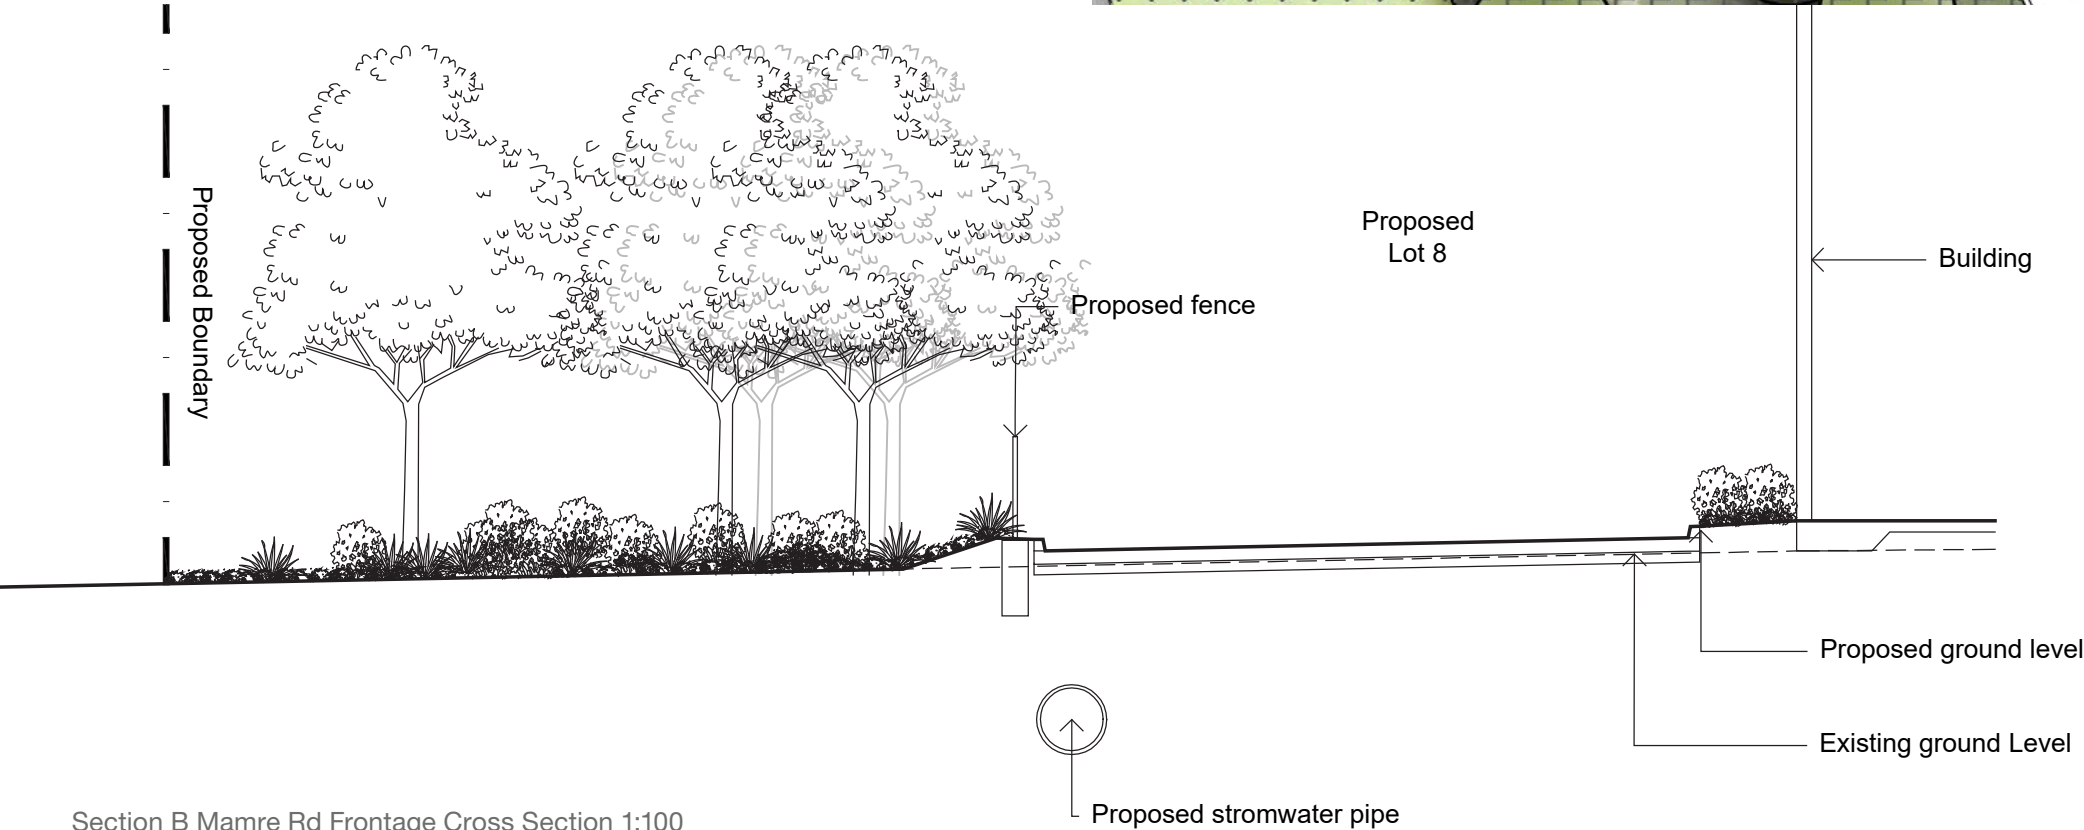 Proposed Boundary
Proposed
Lot 8
Building
Proposed fence
Proposed ground level
Existing ground Level
Proposed stromwater pipe
Section B Mamre Rd Frontage Cross Section 1:100